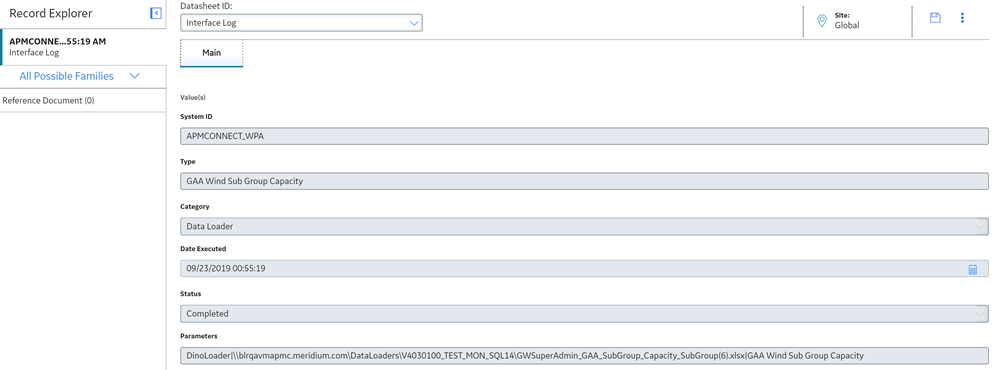 Record Explorer
APMCONNE...55:19 AM
Interface Log
All Possible Families
Reference Document (0)
Datasheet ID:
Interface Log
Site:
Global
Main
Value(s)
System ID
APMCONNECT_WPA
Type
GAA Wind Sub Group Capacity
Category
Data Loader
Date Executed
09/23/2019 00:55:19
Status
Completed
Parameters
DinoLoader|\\blrqavmapmc.meridium.com\DataLoaders\V4030100_TEST_MON_SQL14\GWSuperAdmin_GAA_SubGroup_Capacity_SubGroup(6).xlsx|GAA Wind Sub Group Capacity